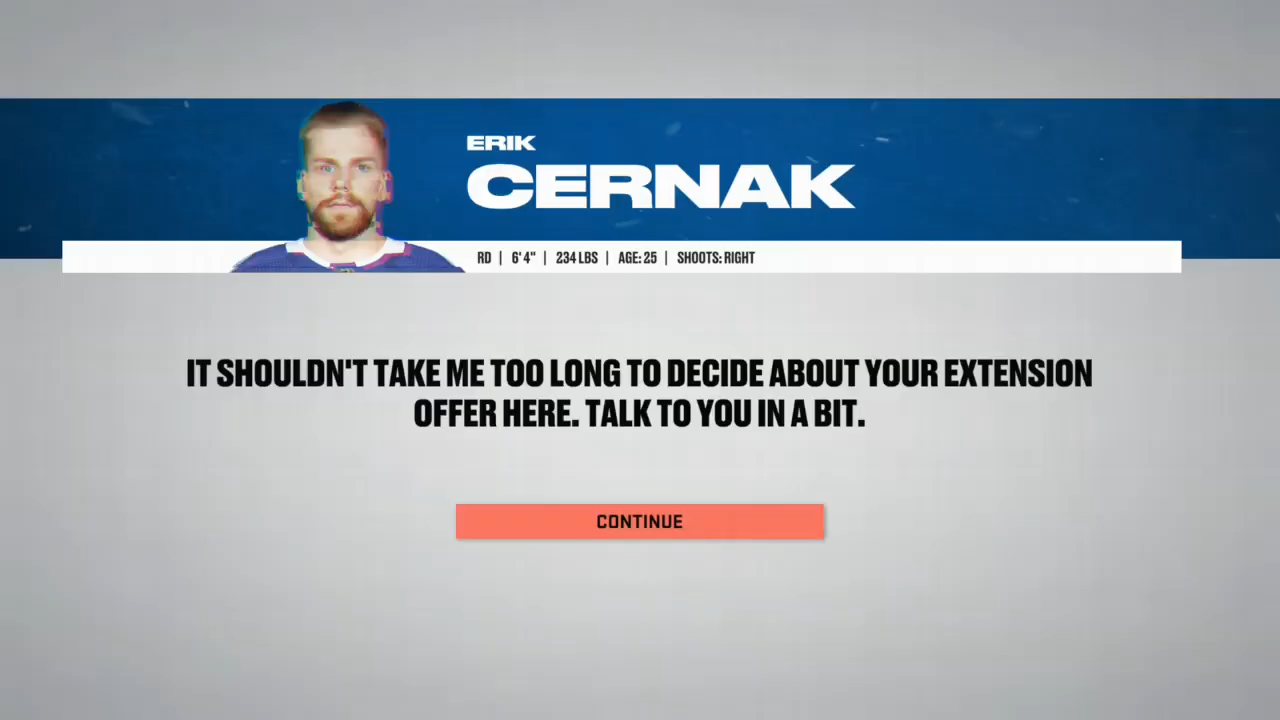 ERIK
CERNAK
RD | 6' 4" | 234 LBS | AGE: 25 | SHOOTS: RIGHT
IT SHOULDN'T TAKE ME TOO LONG TO DECIDE ABOUT YOUR EXTENSION
OFFER HERE. TALK TO YOU IN A BIT.
CONTINUE